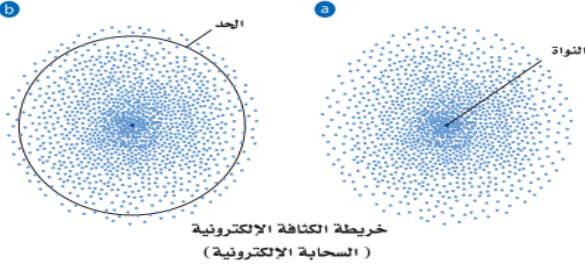 a
b
النواة
الحد
خريطة الكثافة الإلكترونية
(السحابة الإلكترونية)